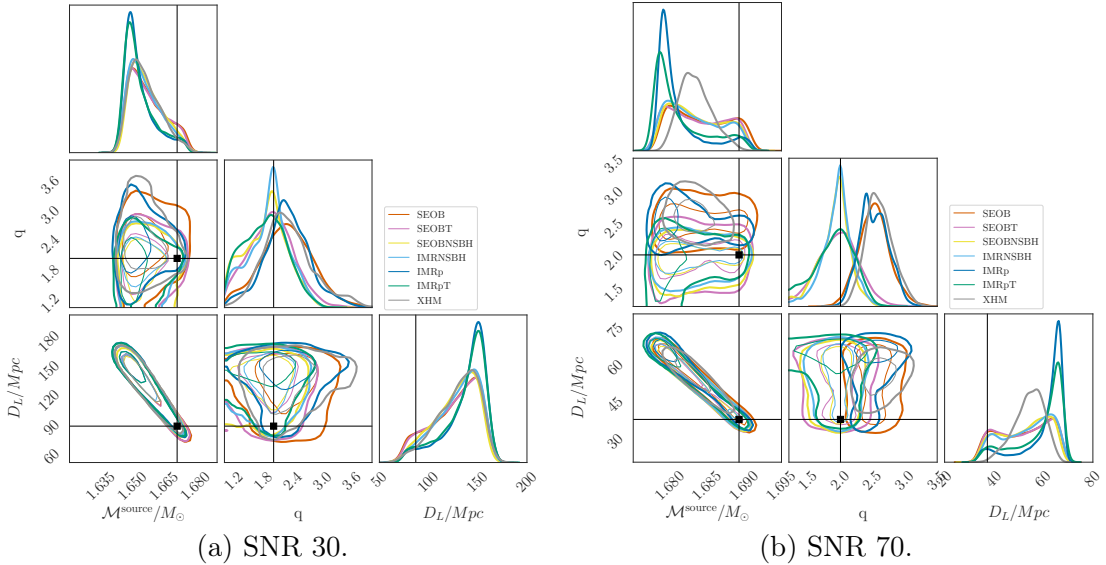 q
3.6
3.0
2.4
1.8
1.2
D_L/Mpc
180
150
120
90
60
1.635
1.650
1.665
1.680
M^source/M_⊙
1.2
1.8
2.4
3.0
3.6
q
50
100
150
200
D_L/Mpc
SEOB
SEOBT
SEOBNSBH
IMRNSBH
IMRp
IMRpT
XHM
(a) SNR 30.
q
3.5
3.0
2.5
2.0
1.5
D_L/Mpc
75
60
45
30
1.680
1.685
1.690
1.695
M^source/M_⊙
2.0
2.5
3.0
3.5
q
20
40
60
80
D_L/Mpc
SEOB
SEOBT
SEOBNSBH
IMRNSBH
IMRp
IMRpT
XHM
(b) SNR 70.